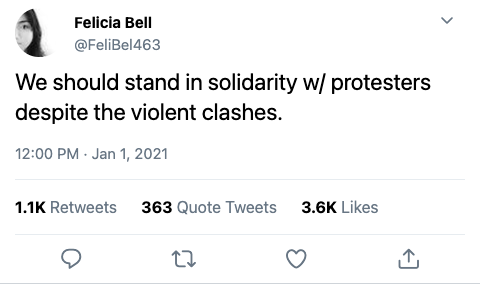 Felicia Bell
@FeliBel463
We should stand in solidarity w/ protesters
despite the violent clashes.
12:00 PM · Jan 1, 2021
1.1K Retweets 363 Quote Tweets 3.6K Likes